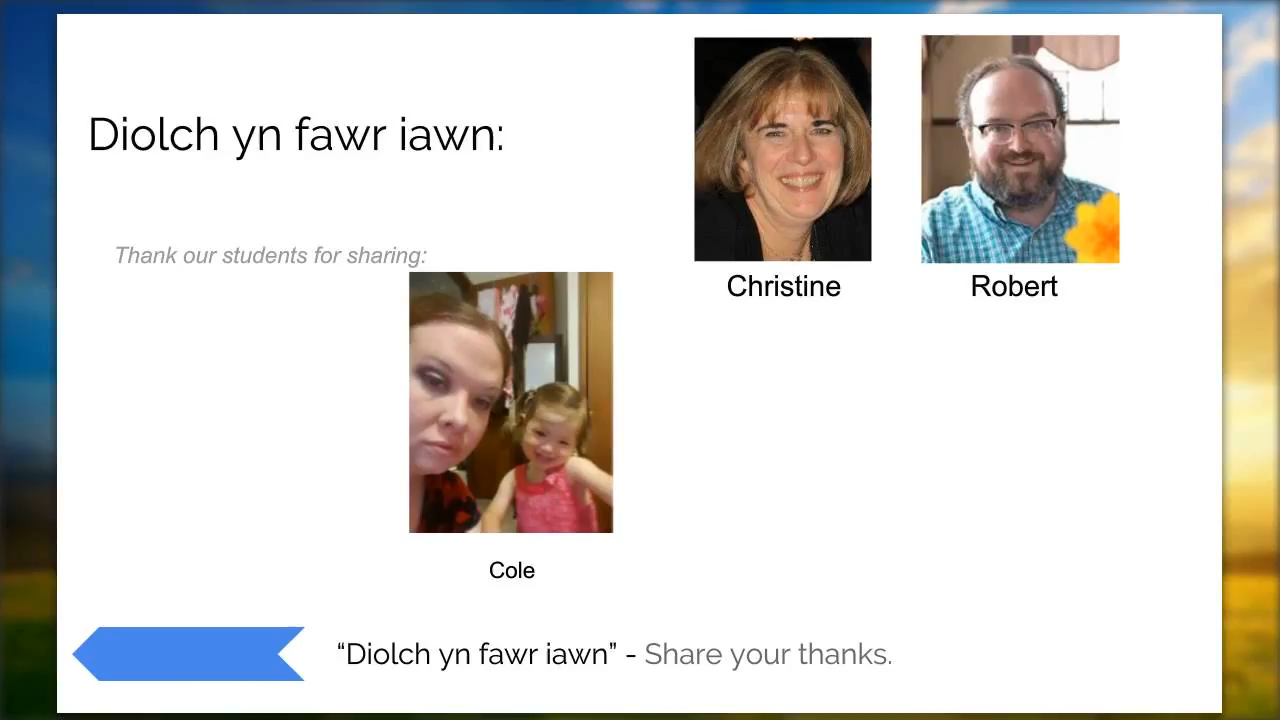 Diolch yn fawr iawn:
Thank our students for sharing:
Christine
Robert
Cole
“Diolch yn fawr iawn” - Share your thanks.